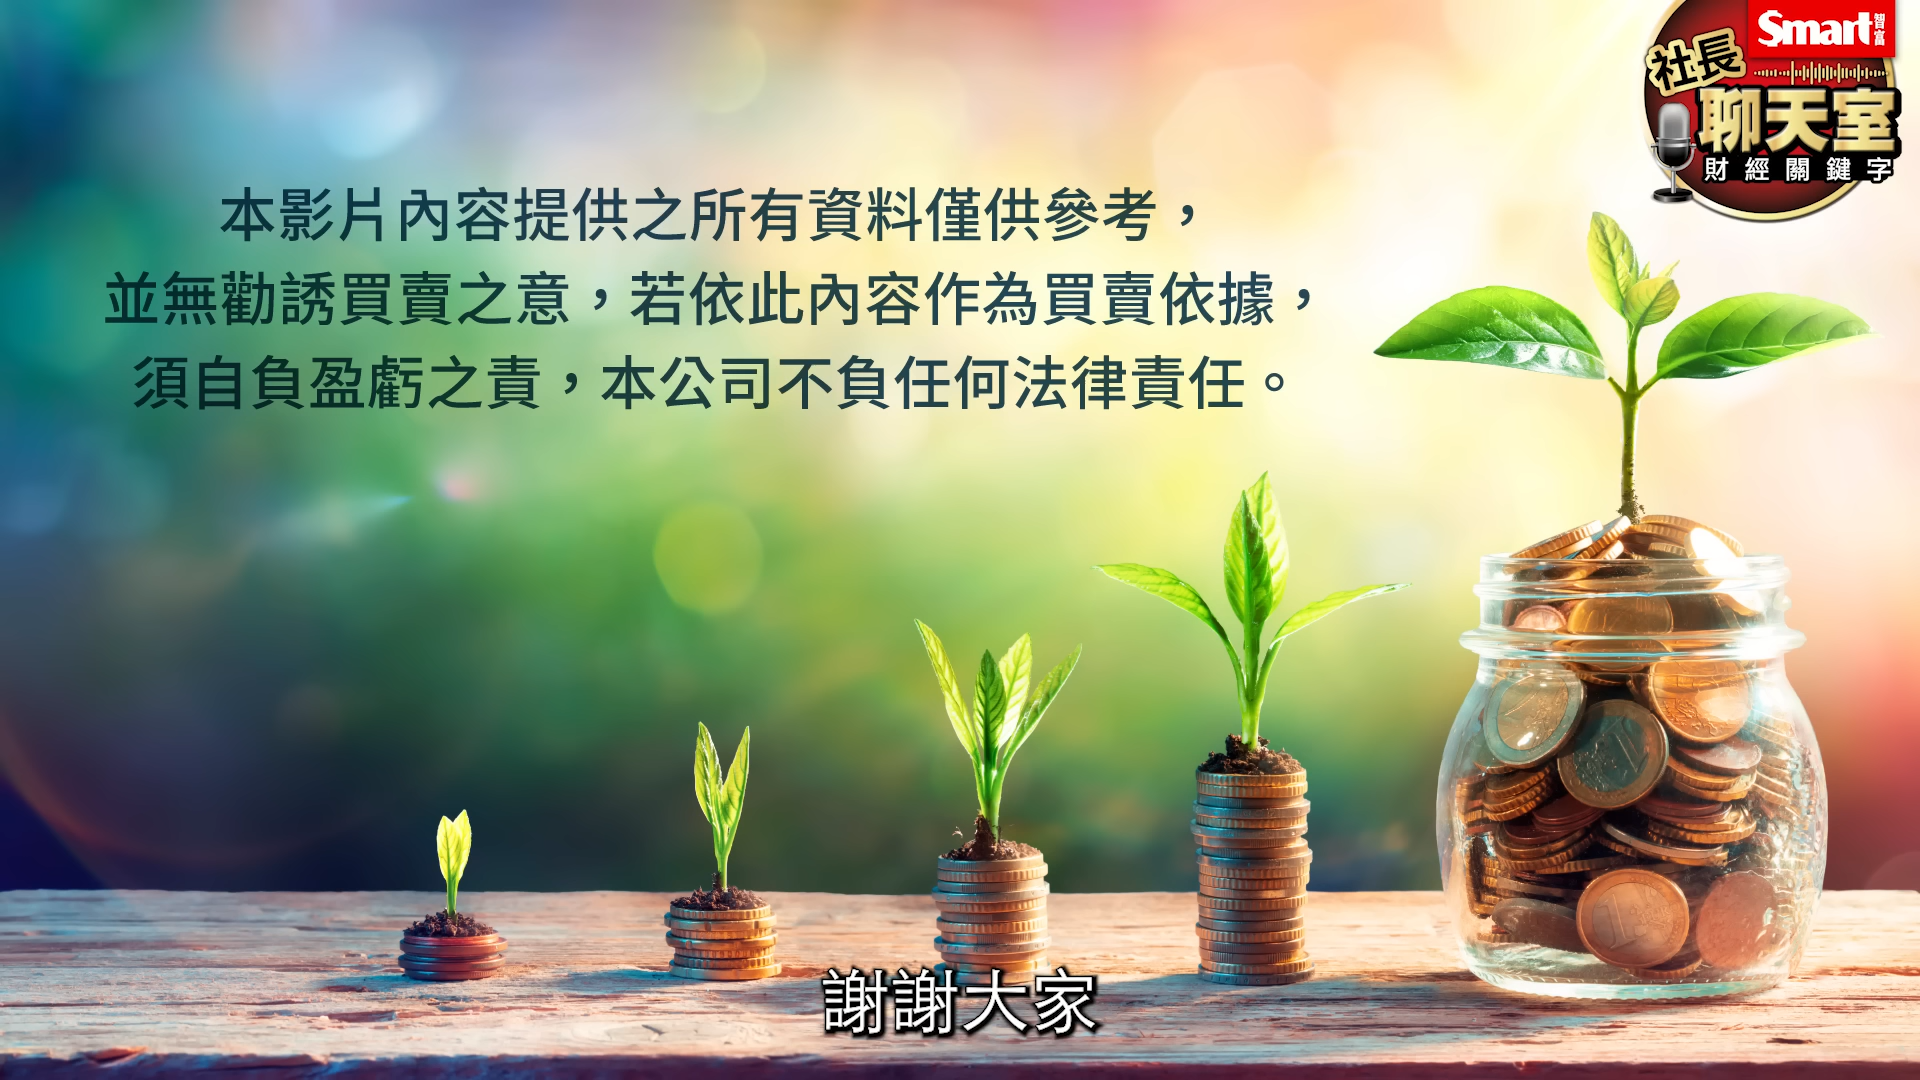 Smart智富
社長
聊天室
財經關鍵字
本影片內容提供之所有資料僅供參考，
並無勸誘買賣之意，若依此內容作為買賣依據，
須自負盈虧之責，本公司不負任何法律責任。
謝謝大家